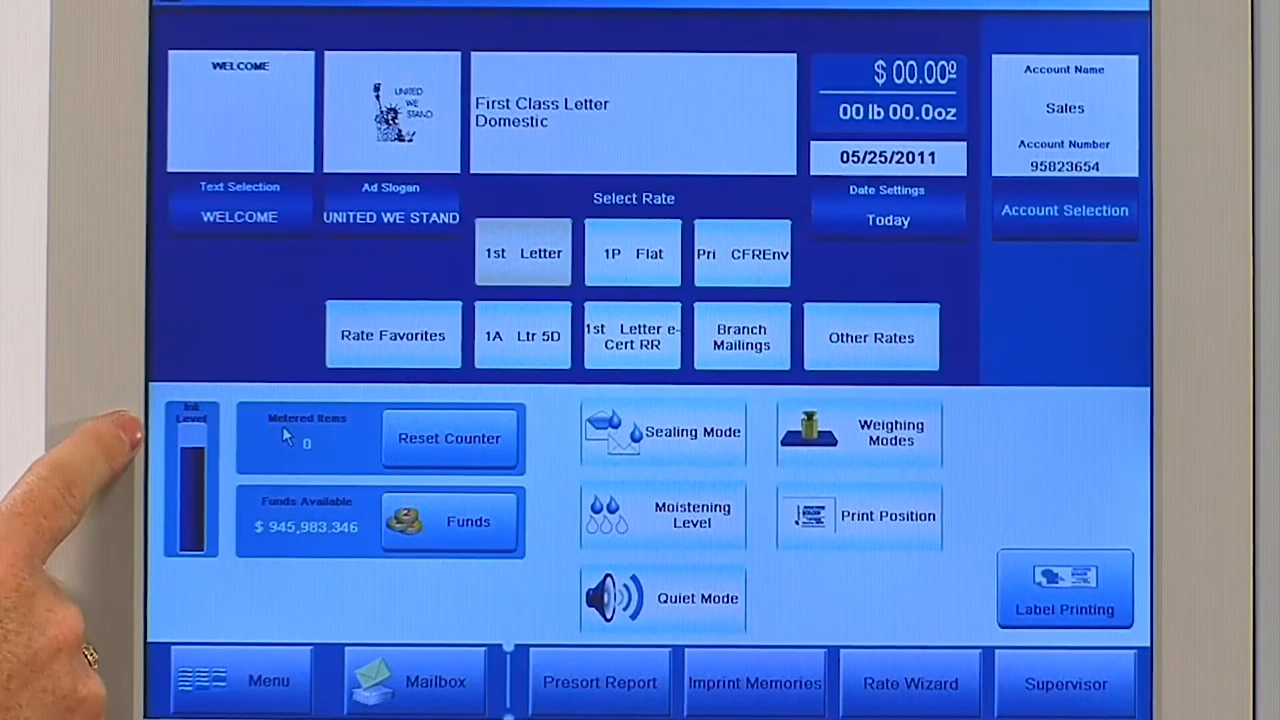 WELCOME
UNITED
WE
STAND
First Class Letter
Domestic
$ 00.00º
00 lb 00.0oz
05/25/2011
Account Name
Sales
Account Number
95823654
Text Selection
WELCOME
Ad Slogan
UNITED WE STAND
Select Rate
Date Settings
Today
Account Selection
1st Letter
1P Flat
Pri CFREnv
Rate Favorites
1A Ltr 5D
1st Letter e-
Cert RR
Branch
Mailings
Other Rates
Ink
Level
Metered Items
0
Reset Counter
Funds Available
$ 945,983.346
Funds
Sealing Mode
Weighing
Modes
Moistening
Level
Print Position
Quiet Mode
Label Printing
Menu
Mailbox
Presort Report
Imprint Memories
Rate Wizard
Supervisor